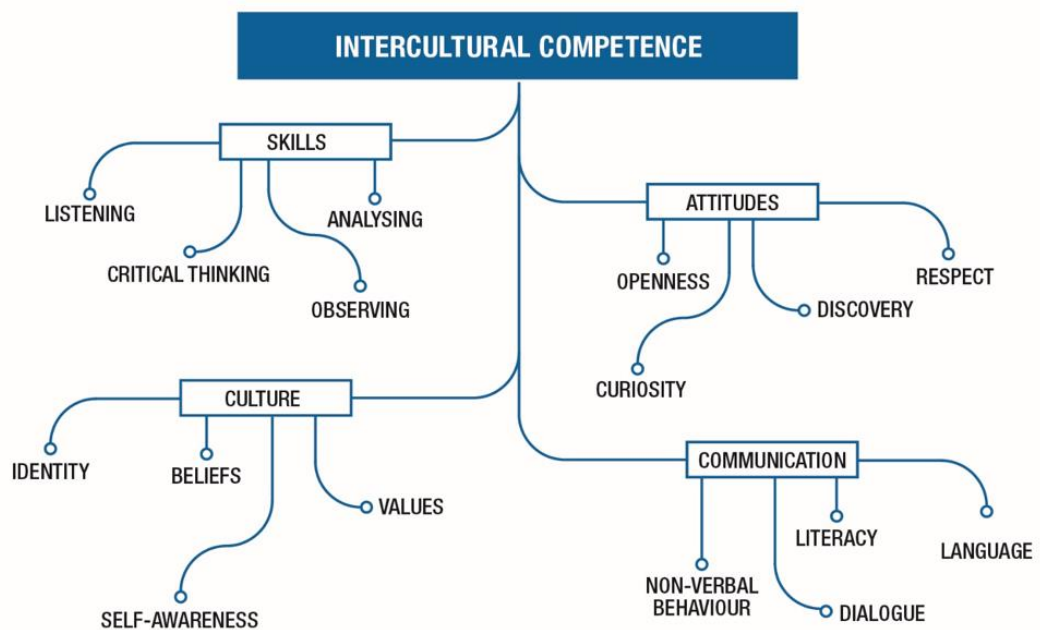 INTERCULTURAL COMPETENCE
SKILLS
LISTENING
CRITICAL THINKING
OBSERVING
ANALYSING
ATTITUDES
OPENNESS
CURIOSITY
DISCOVERY
RESPECT
CULTURE
IDENTITY
BELIEFS
SELF-AWARENESS
VALUES
COMMUNICATION
NON-VERBAL
BEHAVIOUR
DIALOGUE
LITERACY
LANGUAGE